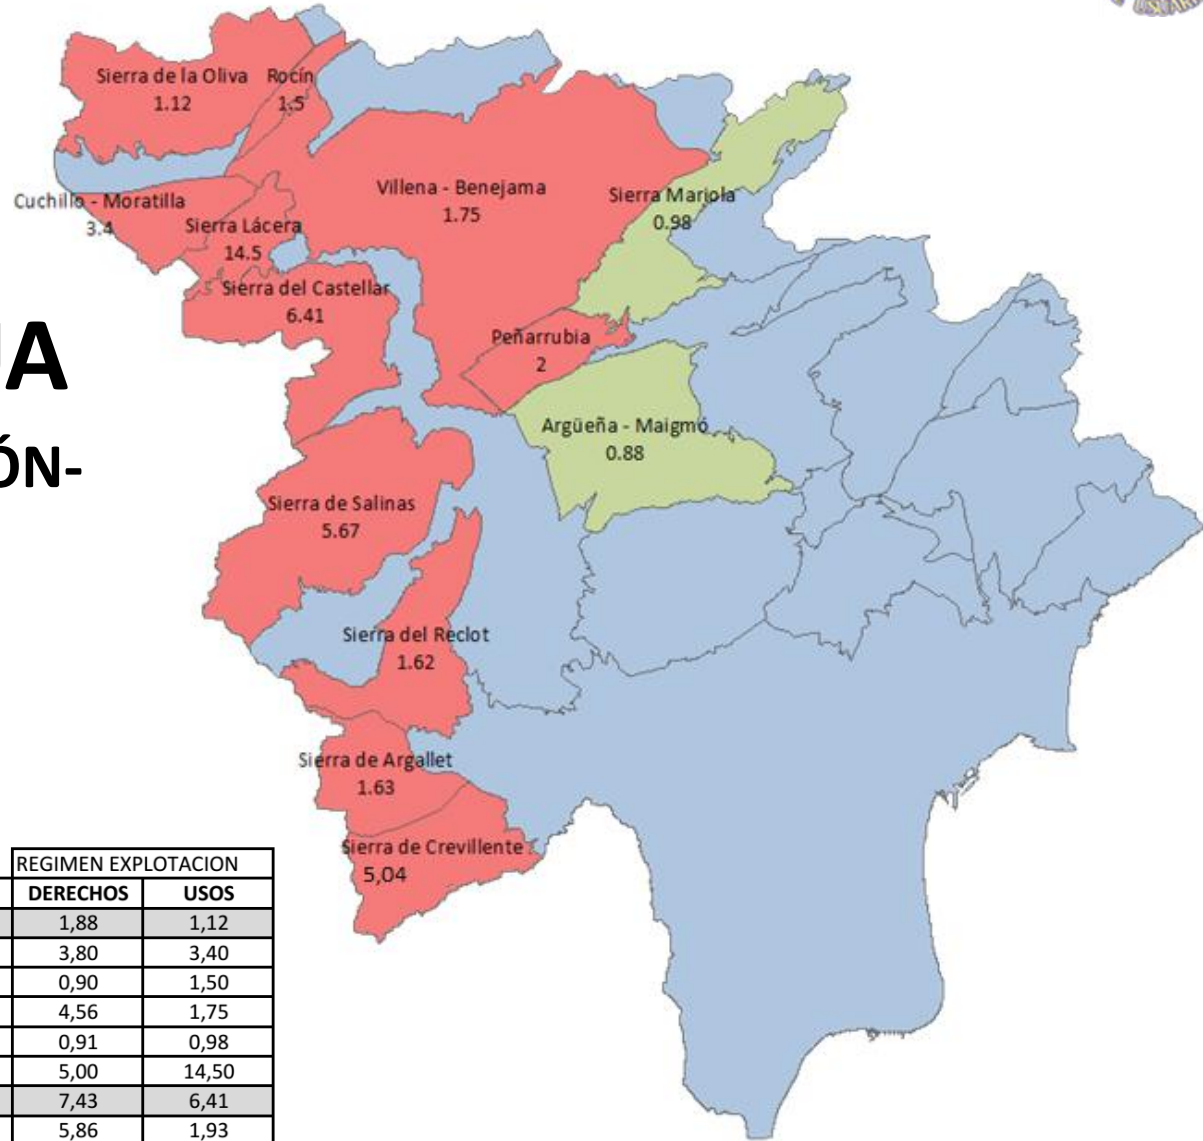 USUARI
Sierra de la Oliva
1.12
Rocín
1.5
Villena - Benejama
1.75
Sierra Mariola
0.98
Cuchillo - Moratilla
3.4
Sierra Lácera
14.5
Sierra del Castellar
6.41
Peñarrubia
2
UA
ÓN-
Argüeña - Maigmó
0.88
Sierra de Salinas
5.67
Sierra del Reclot
1.62
Sierra de Argallet
1.63
Sierra de Crevillente
5,04
REGIMEN EXPLOTACION
DERECHOS USOS
1,88 1,12
3,80 3,40
0,90 1,50
4,56 1,75
0,91 0,98
5,00 14,50
7,43 6,41
5,86 1,93